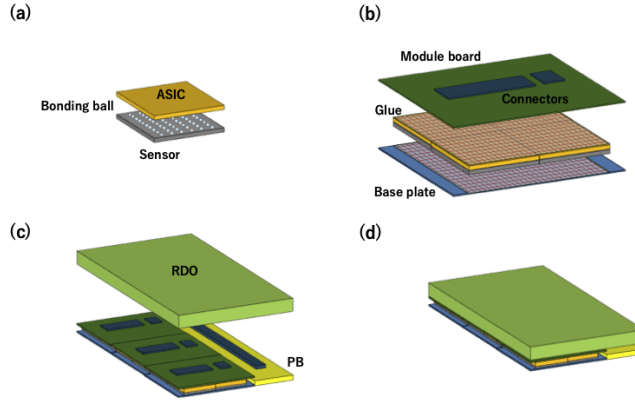 (a)
ASIC
Bonding ball
Sensor
(b)
Module board
Connectors
Glue
Base plate
(c)
RDO
PB
(d)